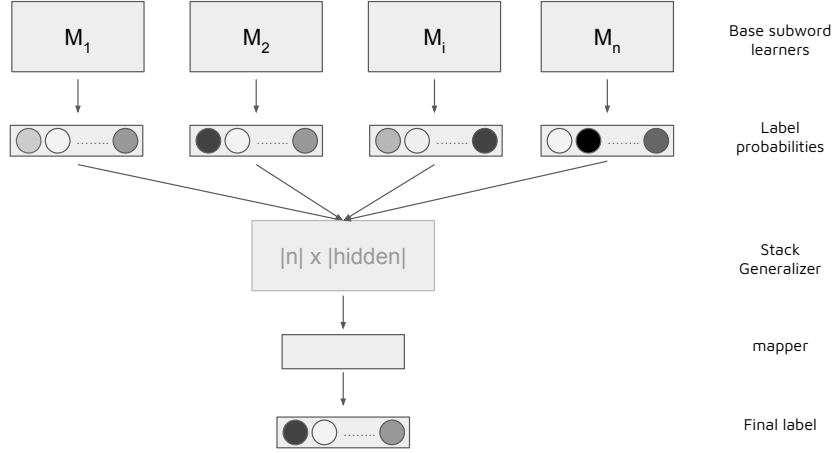 M1 M2 Mi Mn Base subword
learners
........ ........ ........ ........ Label
probabilities
|n| x |hidden| Stack
Generalizer
mapper
........ Final label